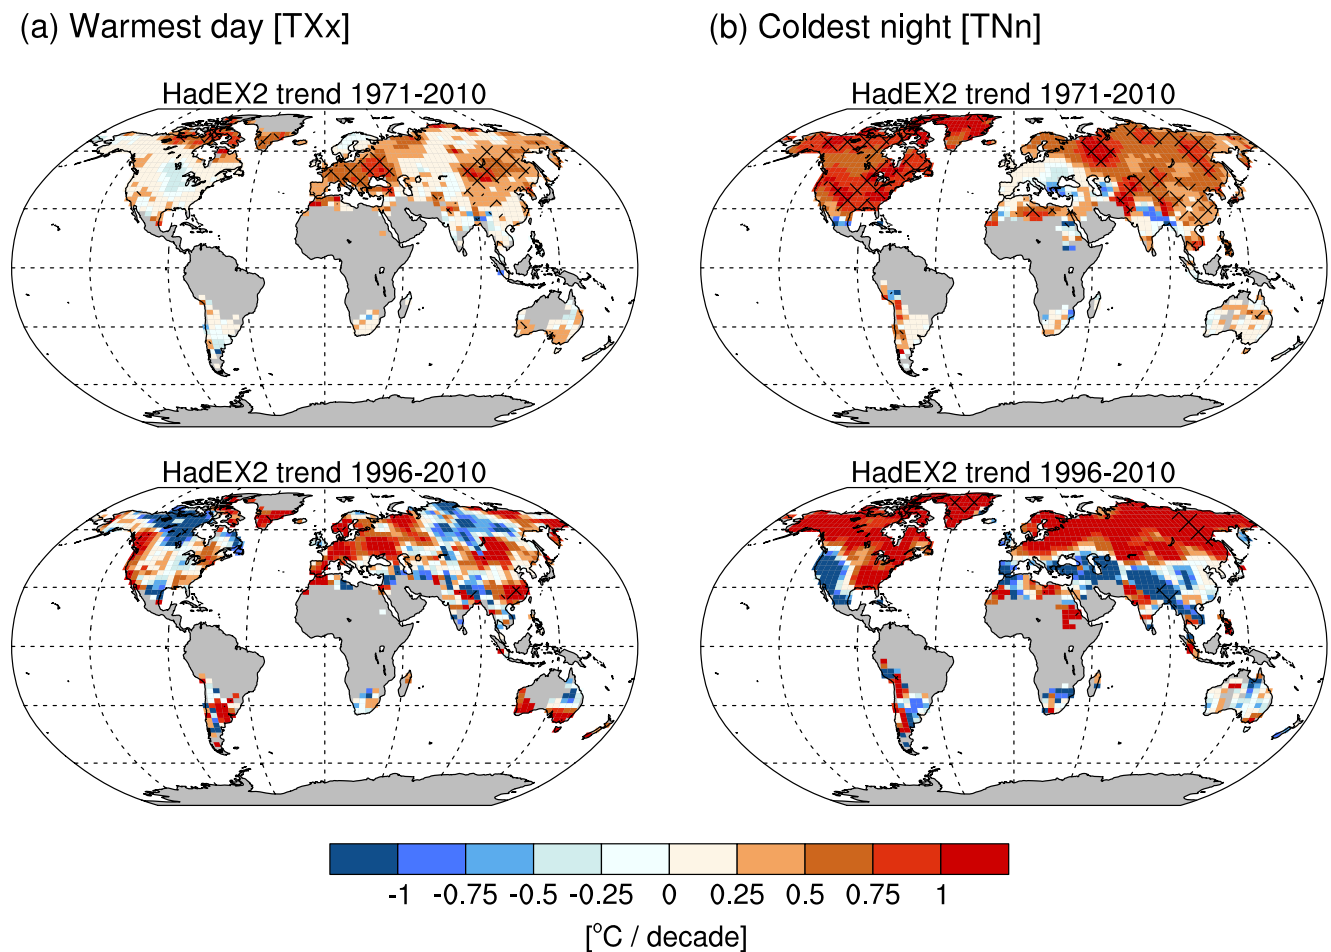 (a) Warmest day [TXx]
(b) Coldest night [TNn]
HadEX2 trend 1971-2010
HadEX2 trend 1971-2010
HadEX2 trend 1996-2010
HadEX2 trend 1996-2010
-1 -0.75 -0.5 -0.25 0 0.25 0.5 0.75 1
[°C / decade]